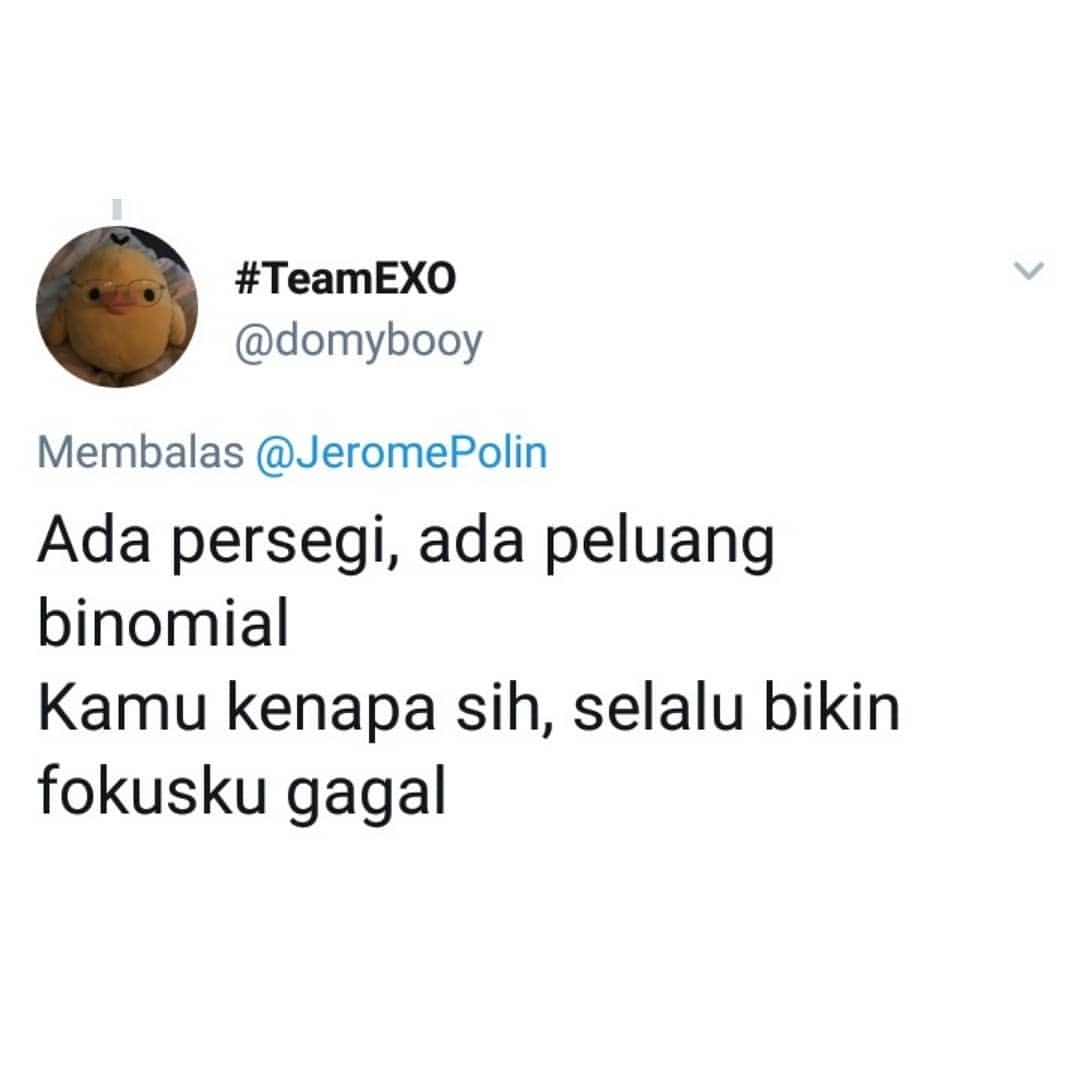 #TeamEXO
@domybooy
Membalas @JeromePolin
Ada persegi, ada peluang
binomial
Kamu kenapa sih, selalu bikin
fokusku gagal